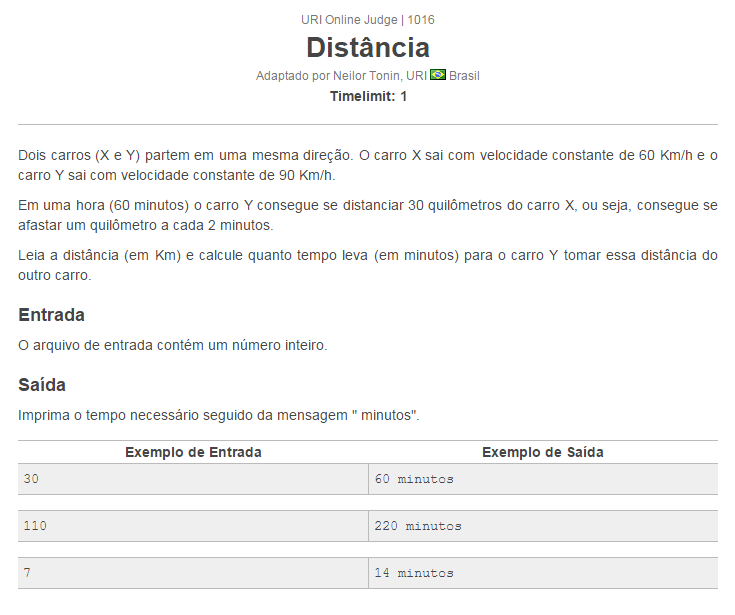 URI Online Judge | 1016
Distância
Adaptado por Neilor Tonin, URI Brasil
Timelimit: 1
Dois carros (X e Y) partem em uma mesma direção. O carro X sai com velocidade constante de 60 Km/h e o
carro Y sai com velocidade constante de 90 Km/h.
Em uma hora (60 minutos) o carro Y consegue se distanciar 30 quilômetros do carro X, ou seja, consegue se
afastar um quilômetro a cada 2 minutos.
Leia a distância (em Km) e calcule quanto tempo leva (em minutos) para o carro Y tomar essa distância do
outro carro.
Entrada
O arquivo de entrada contém um número inteiro.
Saída
Imprima o tempo necessário seguido da mensagem " minutos".
Exemplo de Entrada Exemplo de Saída
30 60 minutos
110 220 minutos
7 14 minutos